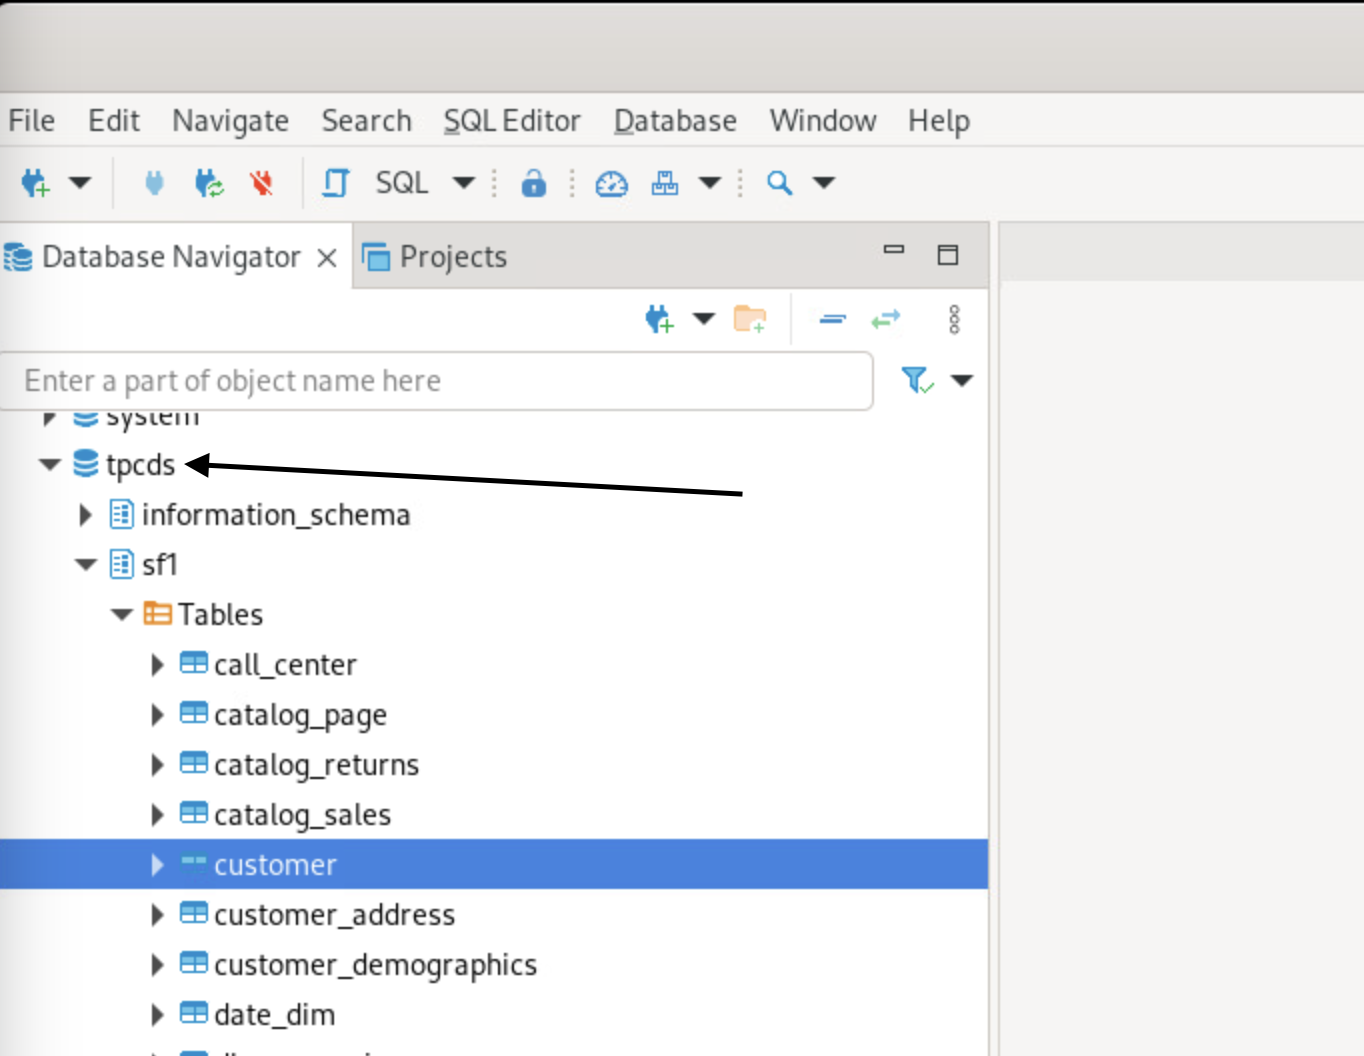 File Edit Navigate Search SQL Editor Database Window Help
SQL
Database Navigator Projects
Enter a part of object name here
system
tpcds
information_schema
sf1
Tables
call_center
catalog_page
catalog_returns
catalog_sales
customer
customer_address
customer_demographics
date_dim